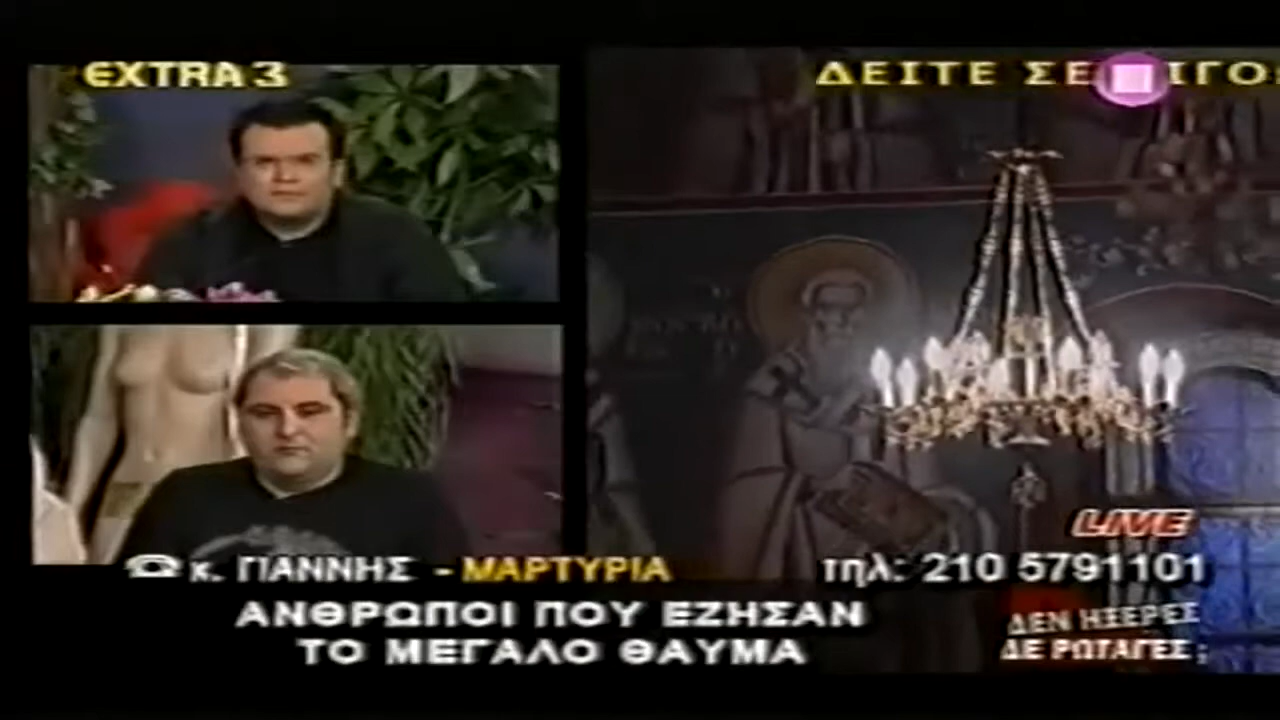 EXTRA 3
ΔΕΙΤΕ ΣΕ
LIVE
κ. ΓΙΑΝΝΗΣ - ΜΑΡΤΥΡΙΑ
τηλ: 210 5791101
ΑΝΘΡΩΠΟΙ ΠΟΥ ΕΖΗΣΑΝ
ΤΟ ΜΕΓΑΛΟ ΘΑΥΜΑ
ΔΕΝ ΗΞΕΡΕΣ
ΔΕ ΡΩΤΑΓΕΣ;